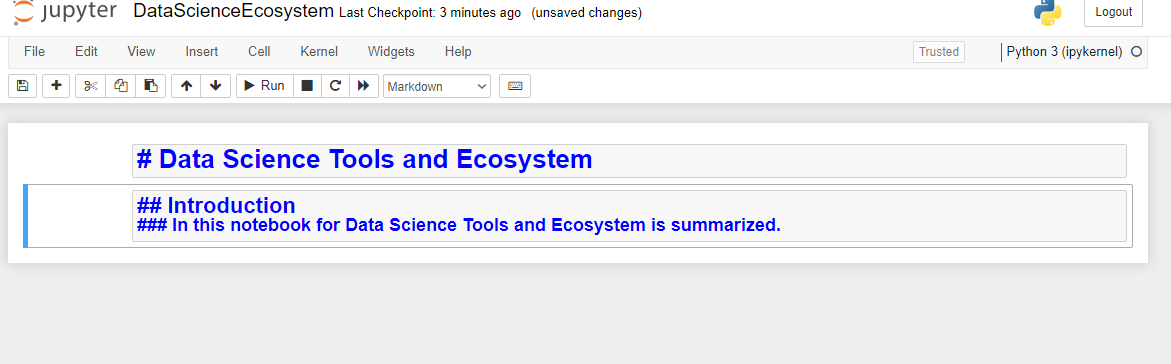 jupyter DataScienceEcosystem Last Checkpoint: 3 minutes ago (unsaved changes) Logout
File Edit View Insert Cell Kernel Widgets Help Trusted Python 3 (ipykernel)
Run Markdown
# Data Science Tools and Ecosystem
## Introduction
### In this notebook for Data Science Tools and Ecosystem is summarized.